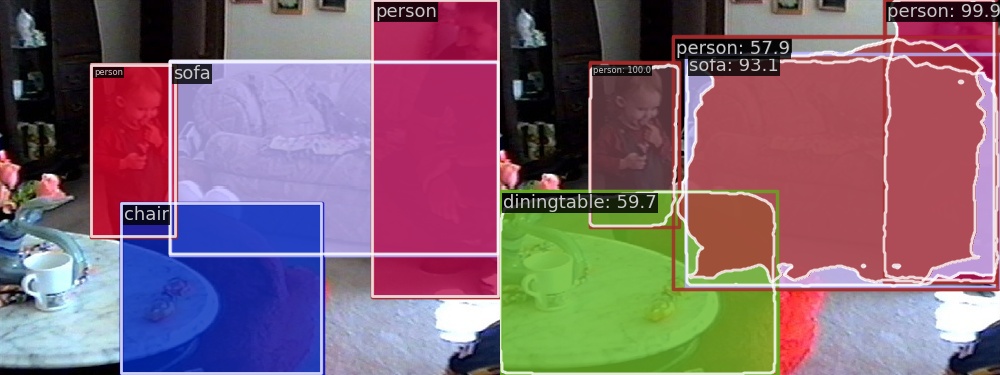 person
person
sofa
chair
person: 99.9
person: 57.9
sofa: 93.1
person: 100.0
diningtable: 59.7